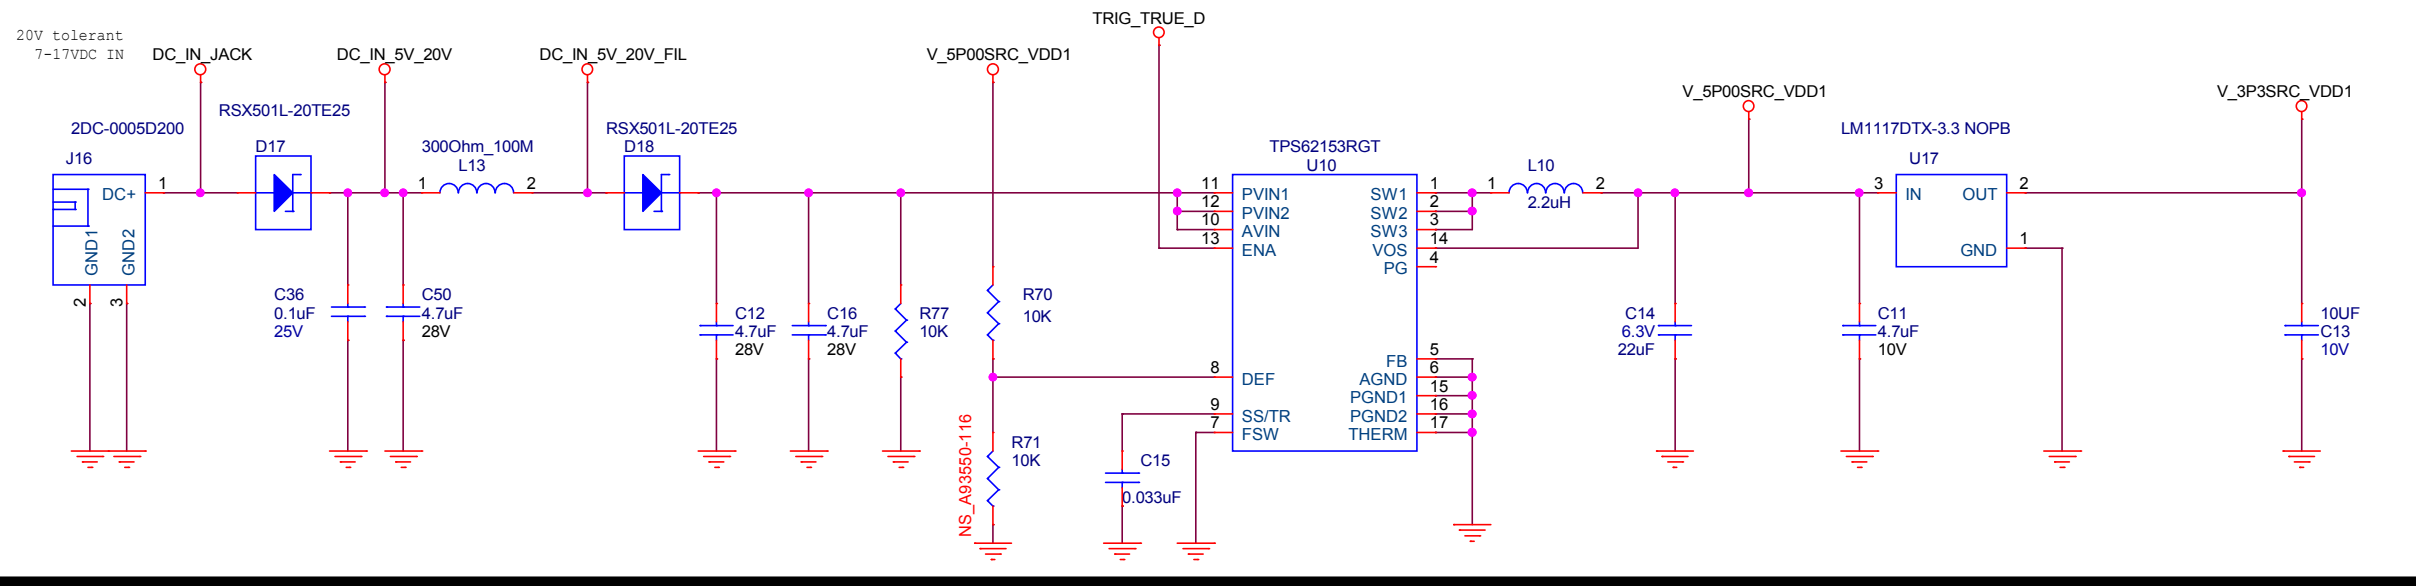 20V tolerant
7-17VDC IN
DC_IN_JACK
DC_IN_5V_20V
DC_IN_5V_20V_FIL
V_5P00SRC_VDD1
TRIG_TRUE_D
V_5P00SRC_VDD1
V_3P3SRC_VDD1
2DC-0005D200
J16
DC+
1
GND1
GND2
2
3
RSX501L-20TE25
D17
300Ohm_100M
L13
1
2
RSX501L-20TE25
D18
C36
0.1uF
25V
C50
4.7uF
28V
C12
4.7uF
28V
C16
4.7uF
28V
R77
10K
R70
10K
R71
10K
NS_A93550-116
C15
0.033uF
TPS62153RGT
U10
11
PVIN1
12
PVIN2
10
AVIN
13
ENA
8
DEF
9
SS/TR
7
FSW
SW1
1
SW2
2
SW3
3
VOS
14
PG
4
FB
5
AGND
6
PGND1
15
PGND2
16
THERM
17
L10
1
2
2.2uH
C14
6.3V
22uF
C11
4.7uF
10V
LM1117DTX-3.3 NOPB
U17
3
IN
OUT
2
GND
1
10UF
C13
10V